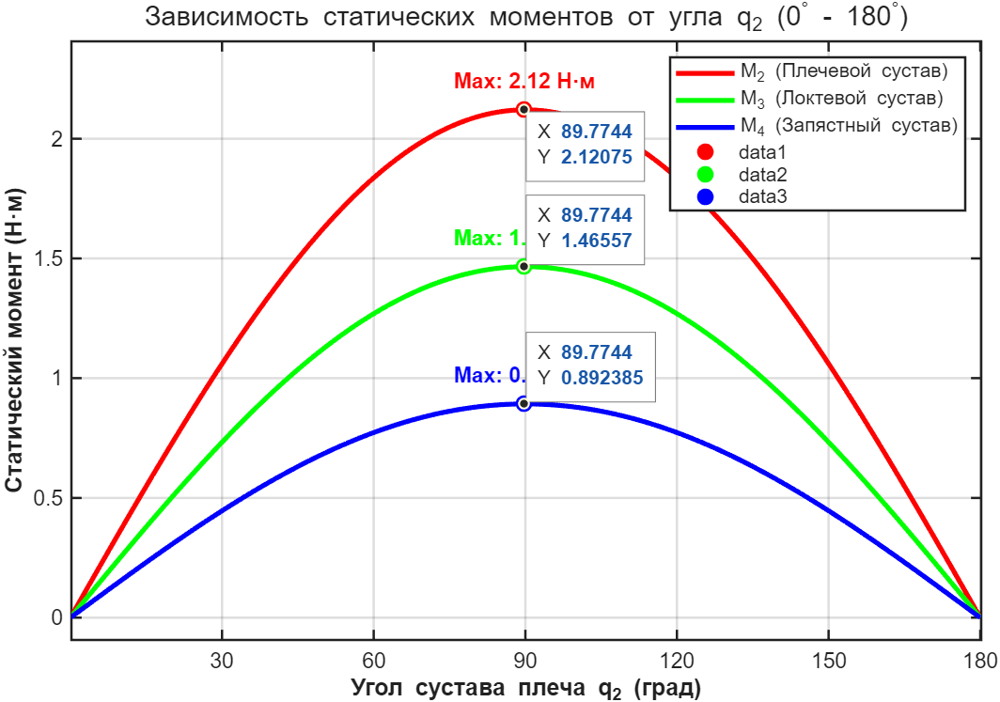 Зависимость статических моментов от угла q₂ (0° - 180°)
Max: 2.12 Н·м
X 89.7744
Y 2.12075
X 89.7744
Y 1.46557
Max: 1.
X 89.7744
Y 0.892385
Max: 0.
M₂ (Плечевой сустав)
M₃ (Локтевой сустав)
M₄ (Запястный сустав)
data1
data2
data3
Статический момент (Н·м)
2
1.5
1
0.5
0
30 60 90 120 150 180
Угол сустава плеча q₂ (град)